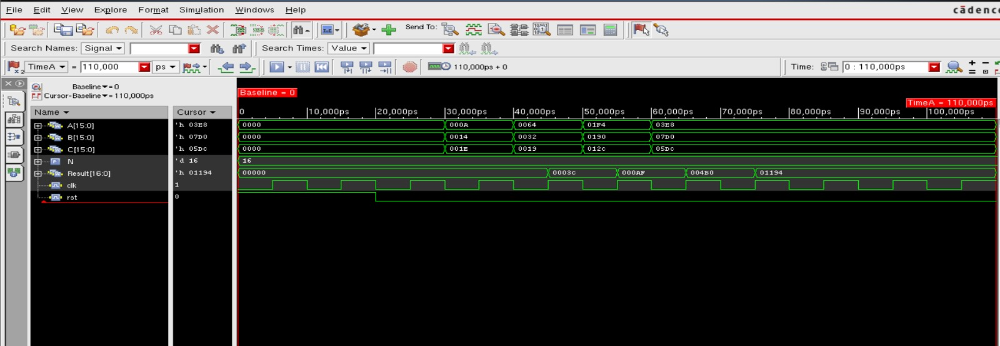 File Edit View Explore Format Simulation Windows Help cādence
Send To:
Search Names: Signal Search Times: Value
TimeA = 110,000 ps 110,000ps + 0 Time: 0 : 110,000ps
Baseline = 0
Cursor-Baseline = 110,000ps
Baseline = 0
TimeA = 110,000ps
Name Cursor 0 10,000ps 20,000ps 30,000ps 40,000ps 50,000ps 60,000ps 70,000ps 80,000ps 90,000ps 100,000ps
A[15:0] 'h 03E8 0000 000A 0064 01F4 03E8
B[15:0] 'h 07D0 0000 0014 0032 0190 07D0
C[15:0] 'h 05DC 0000 001E 0019 012C 05DC
N 'd 16 16
Result[16:0] 'h 01194 00000 0003C 000AF 004B0 01194
clk 1
rst 0